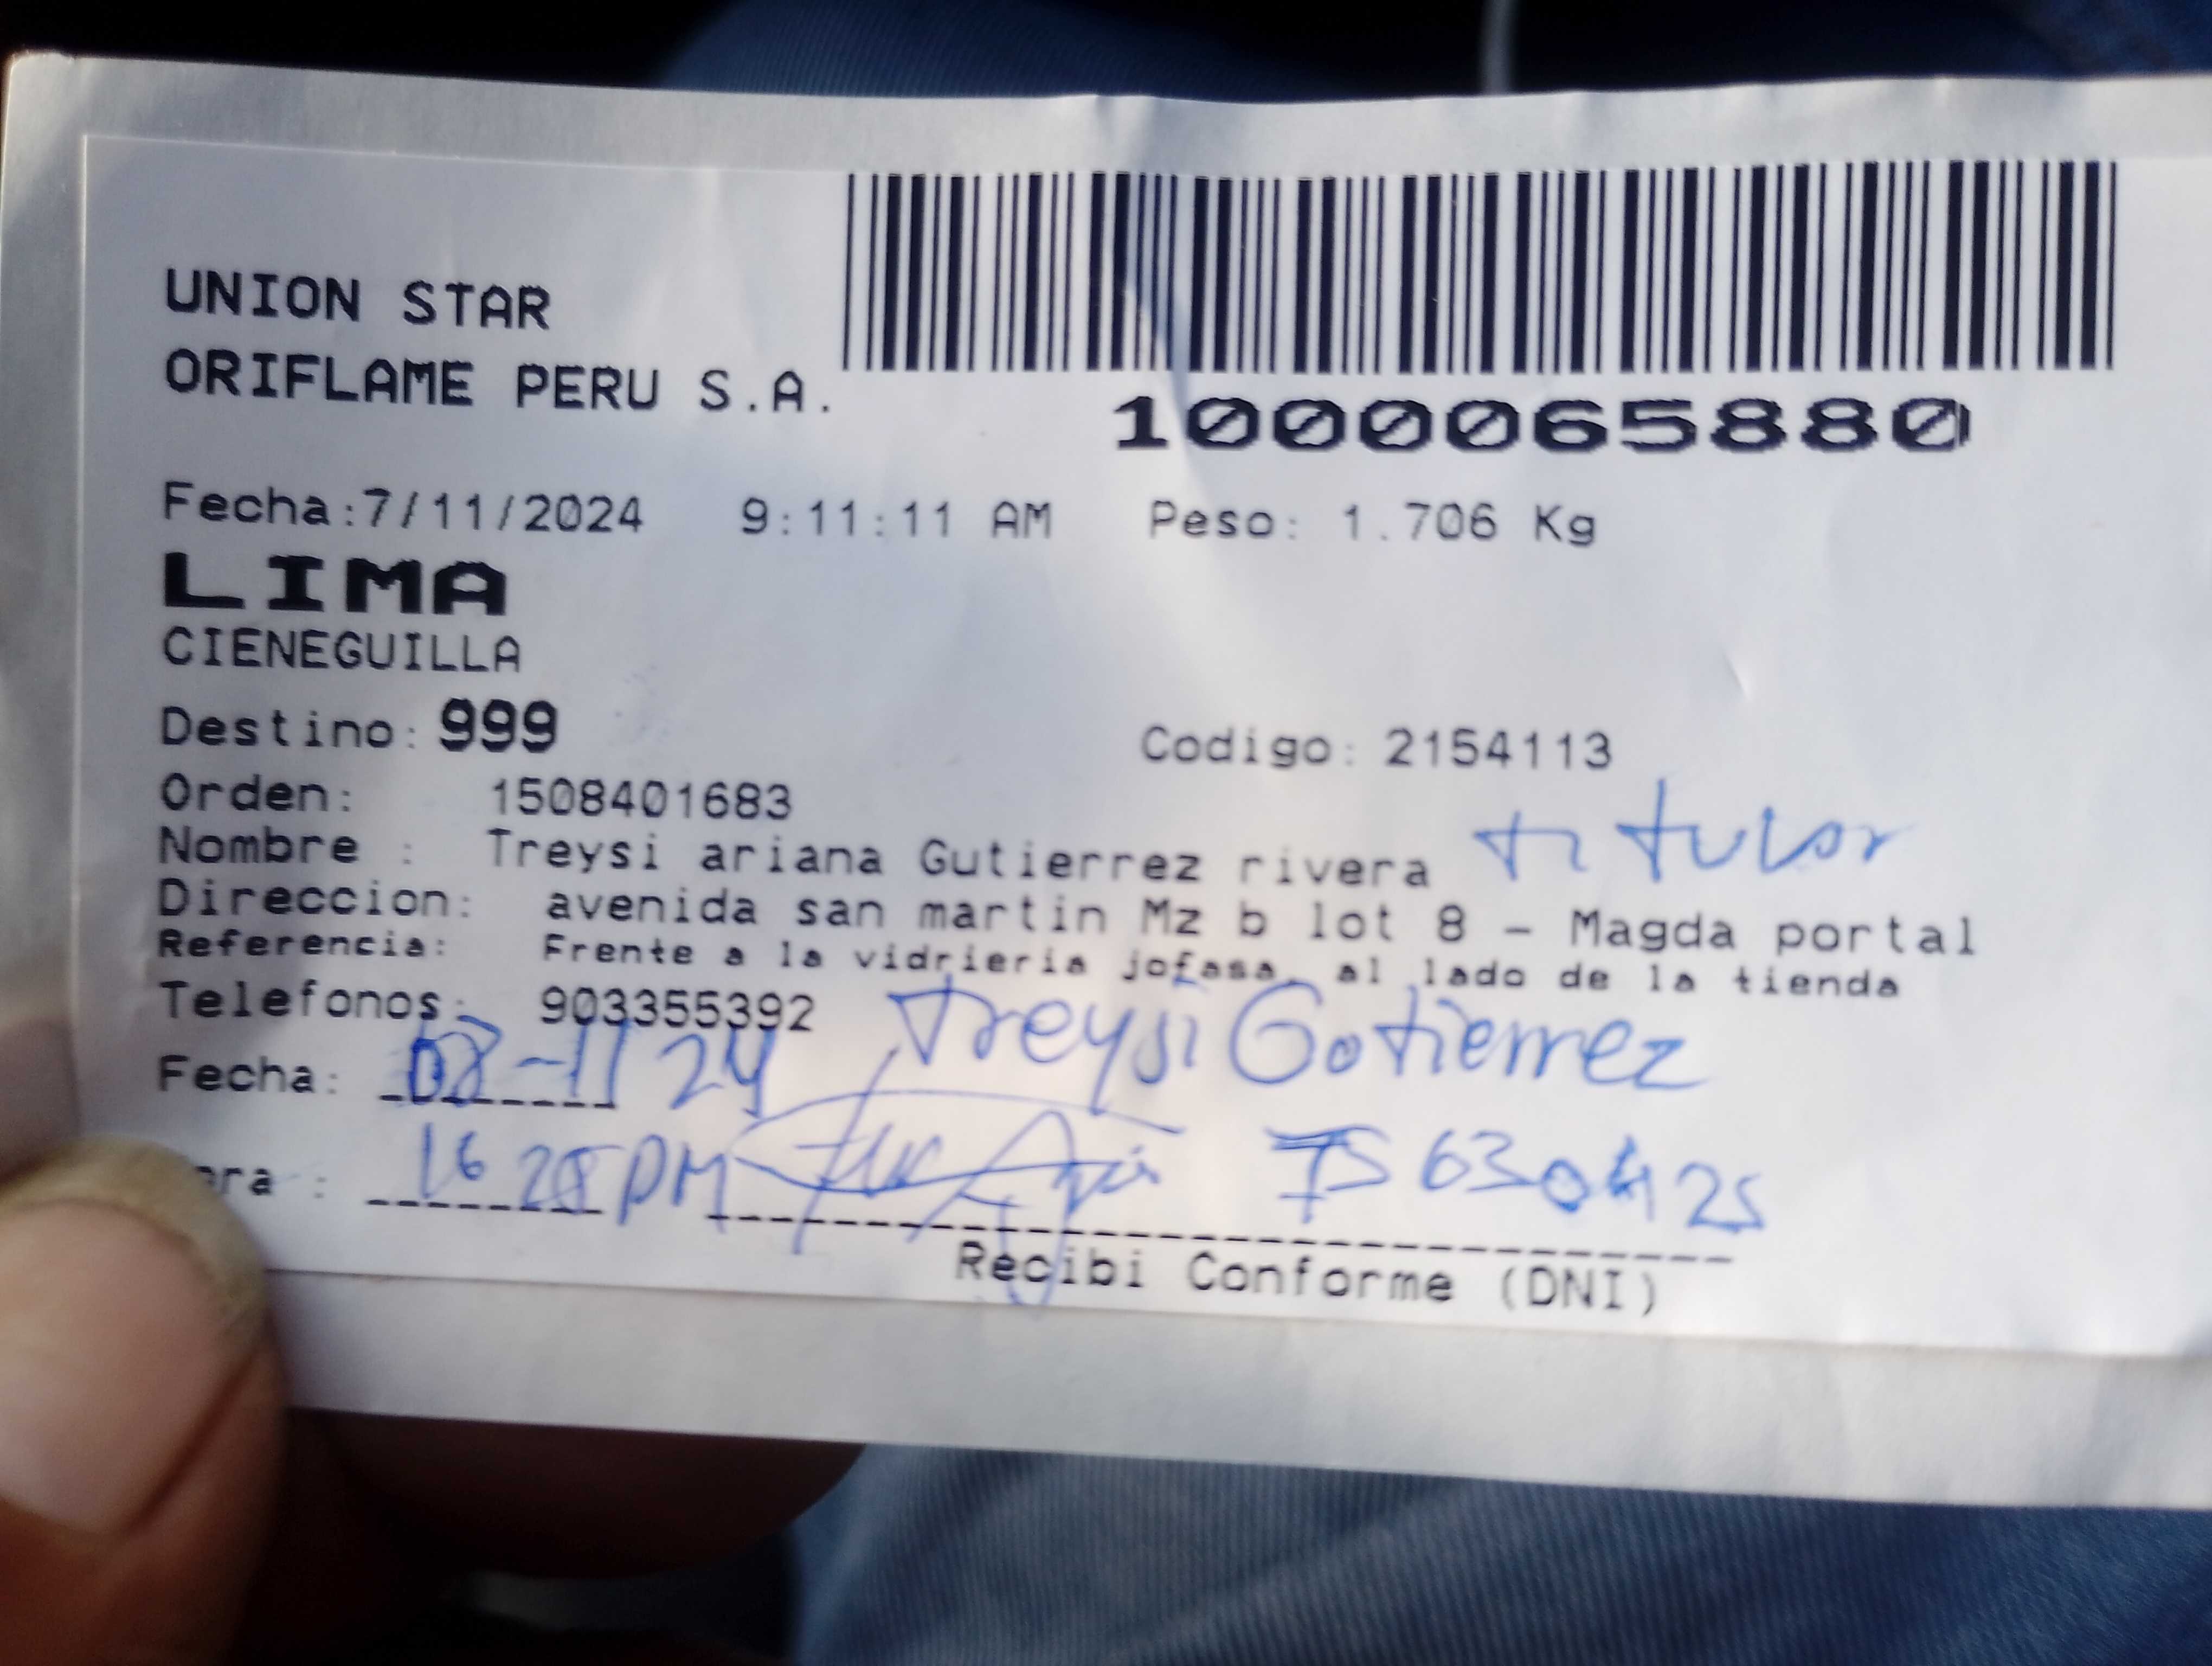 UNION STAR
ORIFLAME PERU S.A.
1000065880
Fecha:7/11/2024 9:11:11 AM Peso: 1.706 Kg
LIMA
CIENEGUILLA
Destino: 999 Codigo: 2154113
Orden: 1508401683
Nombre : Treysi ariana Gutierrez rivera titular
Direccion: avenida san martin Mz b lot 8 - Magda portal
Referencia: Frente a la vidrieria jofasa, al lado de la tienda
Telefonos: 903355392 Treysi Gutierrez
Fecha: 08-11 24
ora : 16 28 PM 75630425
Recibi Conforme (DNI)